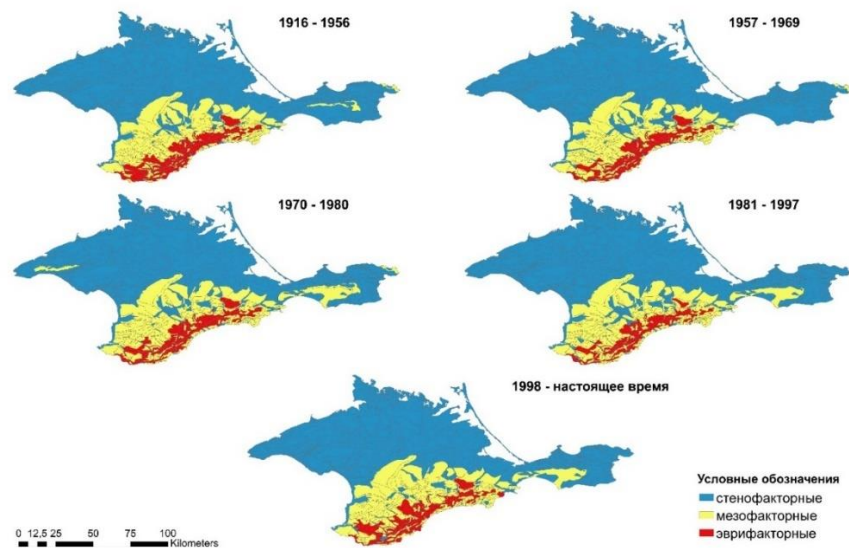 1916 - 1956
1957 - 1969
1970 - 1980
1981 - 1997
1998 - настоящее время
Условные обозначения
стенофакторные
мезофакторные
эврифакторные
0 12,5 25 50 75 100
Kilometers